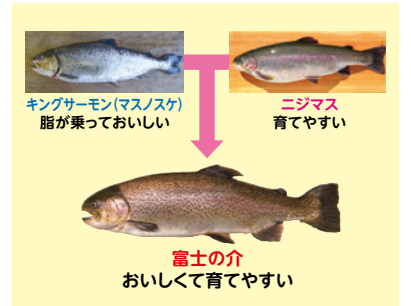 キングサーモン(マスノスケ)
脂が乗っておいしい
ニジマス
育てやすい
富士の介
おいしくて育てやすい